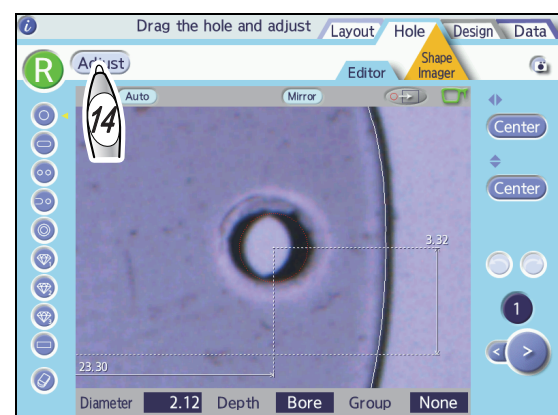 i Drag the hole and adjust Layout Hole Design Data
R Adjust Editor Shape
Imager
14 Auto Mirror
Center
Center
3.32
1
< >
23.30
Diameter 2.12 Depth Bore Group None